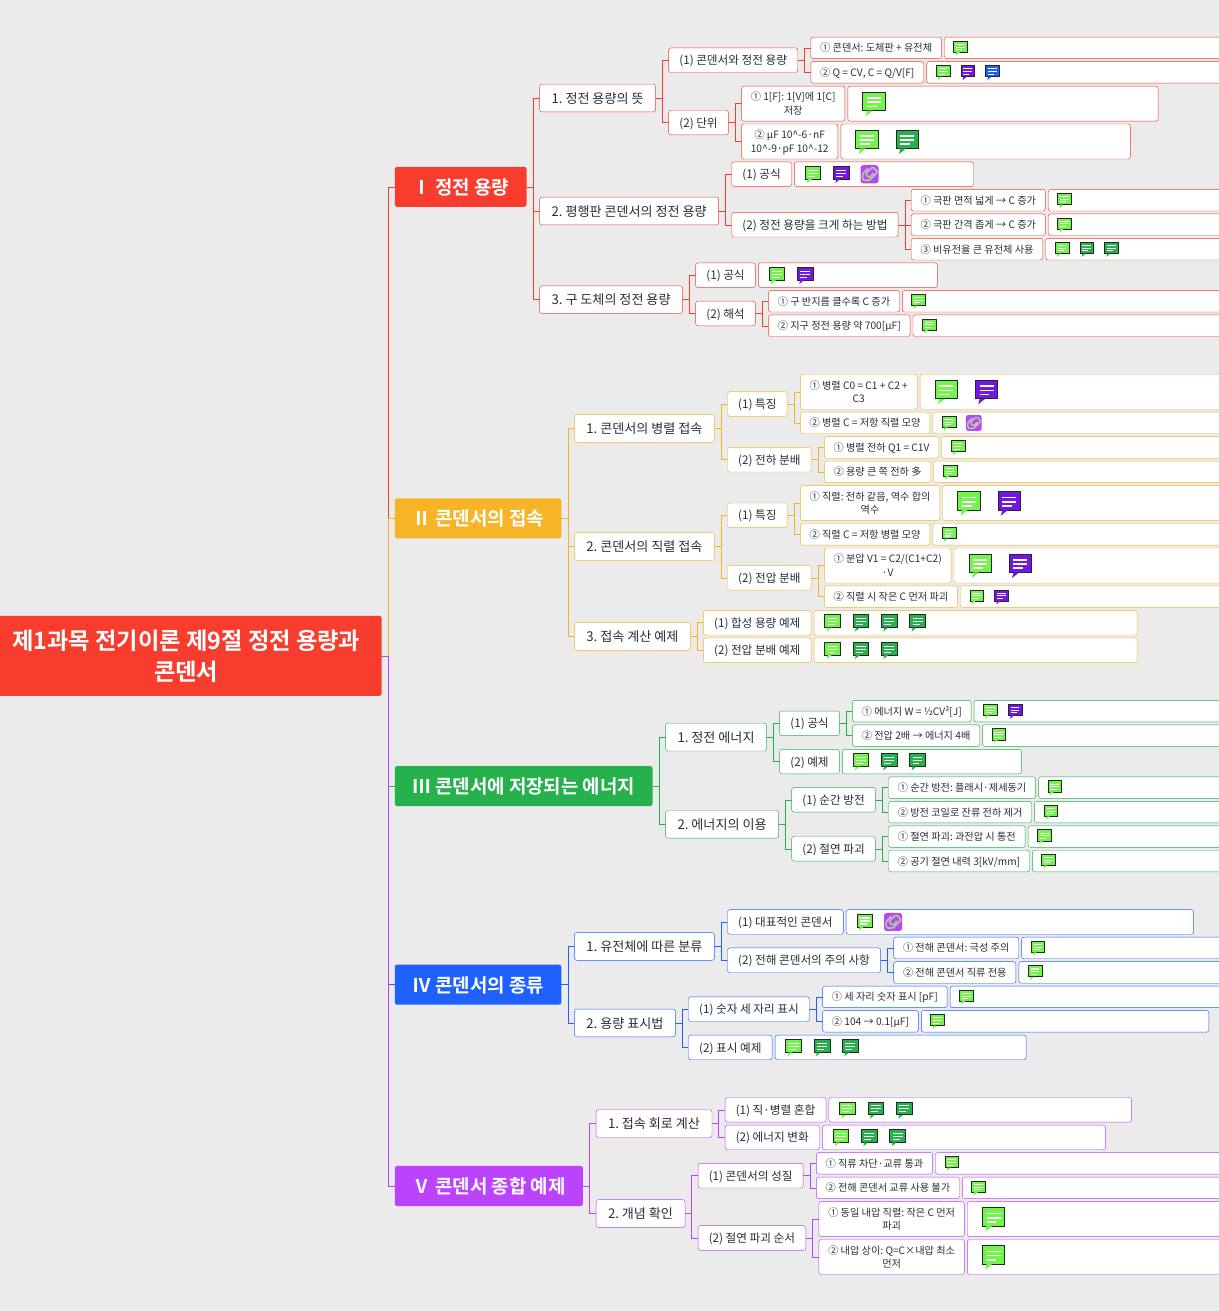 제1과목 전기이론 제9절 정전 용량과
콘덴서
Ⅰ 정전 용량
1. 정전 용량의 뜻
(1) 콘덴서와 정전 용량
① 콘덴서: 도체판 + 유전체
② Q = CV, C = Q/V[F]
(2) 단위
① 1[F]: 1[V]에 1[C]
저장
② μF 10^-6·nF
10^-9·pF 10^-12
2. 평행판 콘덴서의 정전 용량
(1) 공식
(2) 정전 용량을 크게 하는 방법
① 극판 면적 넓게 → C 증가
② 극판 간격 좁게 → C 증가
③ 비유전율 큰 유전체 사용
3. 구 도체의 정전 용량
(1) 공식
(2) 해석
① 구 반지름 클수록 C 증가
② 지구 정전 용량 약 700[μF]
Ⅱ 콘덴서의 접속
1. 콘덴서의 병렬 접속
(1) 특징
① 병렬 C0 = C1 + C2 +
C3
② 병렬 C = 저항 직렬 모양
(2) 전하 분배
① 병렬 전하 Q1 = C1V
② 용량 큰 쪽 전하 多
2. 콘덴서의 직렬 접속
(1) 특징
① 직렬: 전하 같음, 역수 합의
역수
② 직렬 C = 저항 병렬 모양
(2) 전압 분배
① 분압 V1 = C2/(C1+C2)
·V
② 직렬 시 작은 C 먼저 파괴
3. 접속 계산 예제
(1) 합성 용량 예제
(2) 전압 분배 예제
Ⅲ 콘덴서에 저장되는 에너지
1. 정전 에너지
(1) 공식
① 에너지 W = ½CV²[J]
② 전압 2배 → 에너지 4배
(2) 예제
2. 에너지의 이용
(1) 순간 방전
① 순간 방전: 플래시·제세동기
② 방전 코일로 잔류 전하 제거
(2) 절연 파괴
① 절연 파괴: 과전압 시 통전
② 공기 절연 내력 3[kV/mm]
Ⅳ 콘덴서의 종류
1. 유전체에 따른 분류
(1) 대표적인 콘덴서
(2) 전해 콘덴서의 주의 사항
① 전해 콘덴서: 극성 주의
② 전해 콘덴서 직류 전용
2. 용량 표시법
(1) 숫자 세 자리 표시
① 세 자리 숫자 표시 [pF]
② 104 → 0.1[μF]
(2) 표시 예제
Ⅴ 콘덴서 종합 예제
1. 접속 회로 계산
(1) 직·병렬 혼합
(2) 에너지 변화
2. 개념 확인
(1) 콘덴서의 성질
① 직류 차단·교류 통과
② 전해 콘덴서 교류 사용 불가
(2) 절연 파괴 순서
① 동일 내압 직렬: 작은 C 먼저
파괴
② 내압 상이: Q=C×내압 최소
먼저